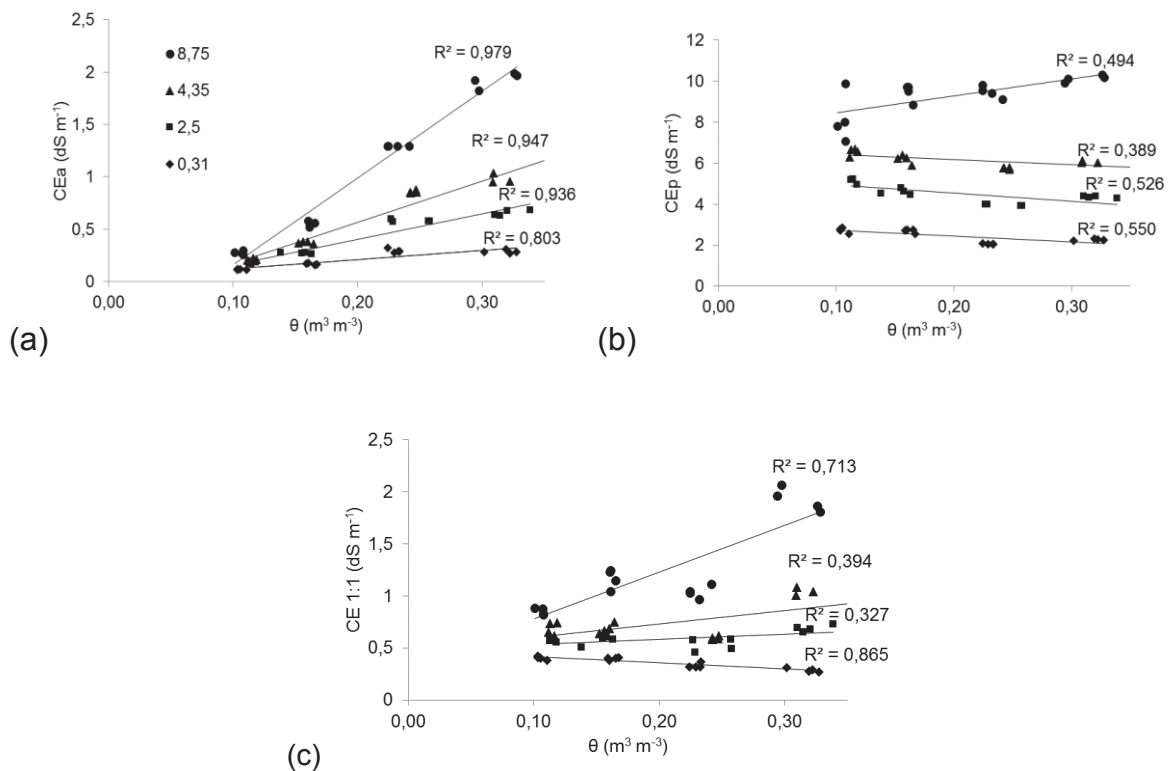 2,5
2
1,5
1
0,5
0
CEa (dS m⁻¹)
8,75
4,35
2,5
0,31
R² = 0,979
R² = 0,947
R² = 0,936
R² = 0,803
0,00 0,10 0,20 0,30
θ (m³ m⁻³)
(a)
12
10
8
6
4
2
0
CEp (dS m⁻¹)
R² = 0,494
R² = 0,389
R² = 0,526
R² = 0,550
0,00 0,10 0,20 0,30
θ (m³ m⁻³)
(b)
2,5
2
1,5
1
0,5
0
CE 1:1 (dS m⁻¹)
R² = 0,713
R² = 0,394
R² = 0,327
R² = 0,865
0,00 0,10 0,20 0,30
θ (m³ m⁻³)
(c)